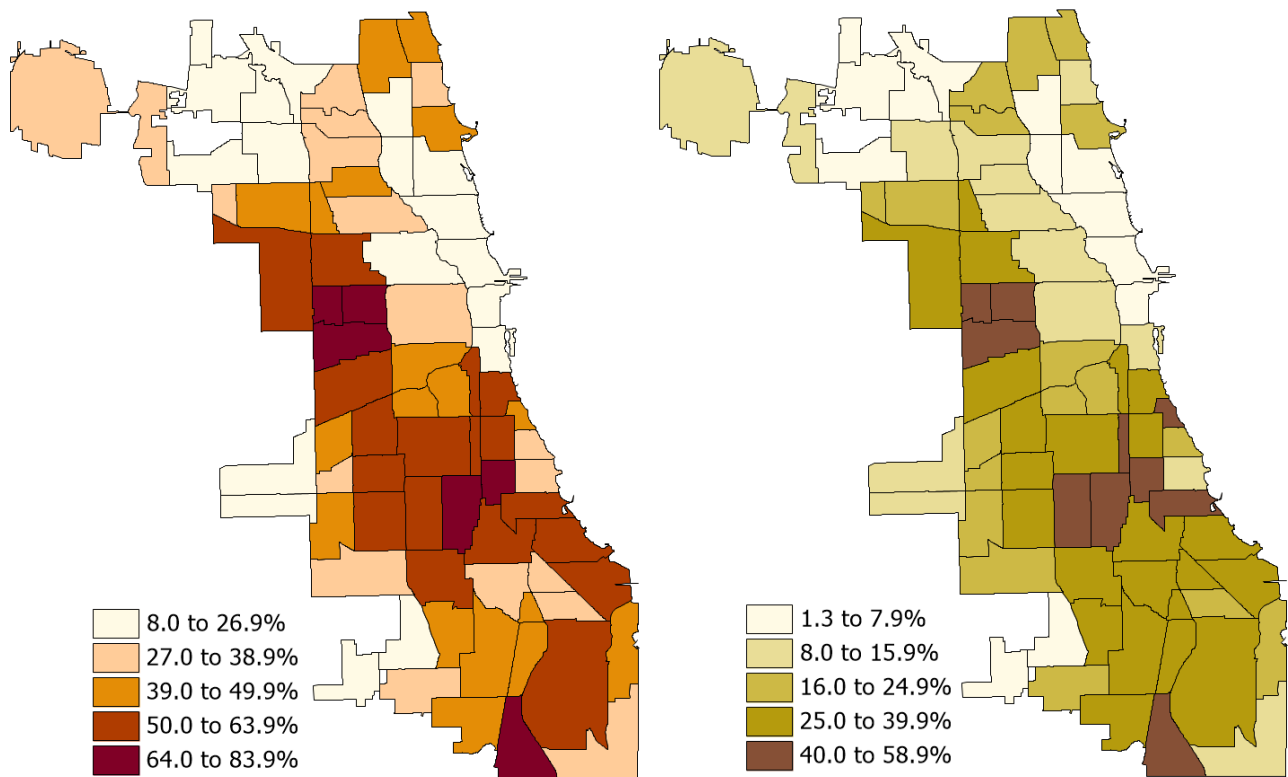 8.0 to 26.9%
27.0 to 38.9%
39.0 to 49.9%
50.0 to 63.9%
64.0 to 83.9%
1.3 to 7.9%
8.0 to 15.9%
16.0 to 24.9%
25.0 to 39.9%
40.0 to 58.9%